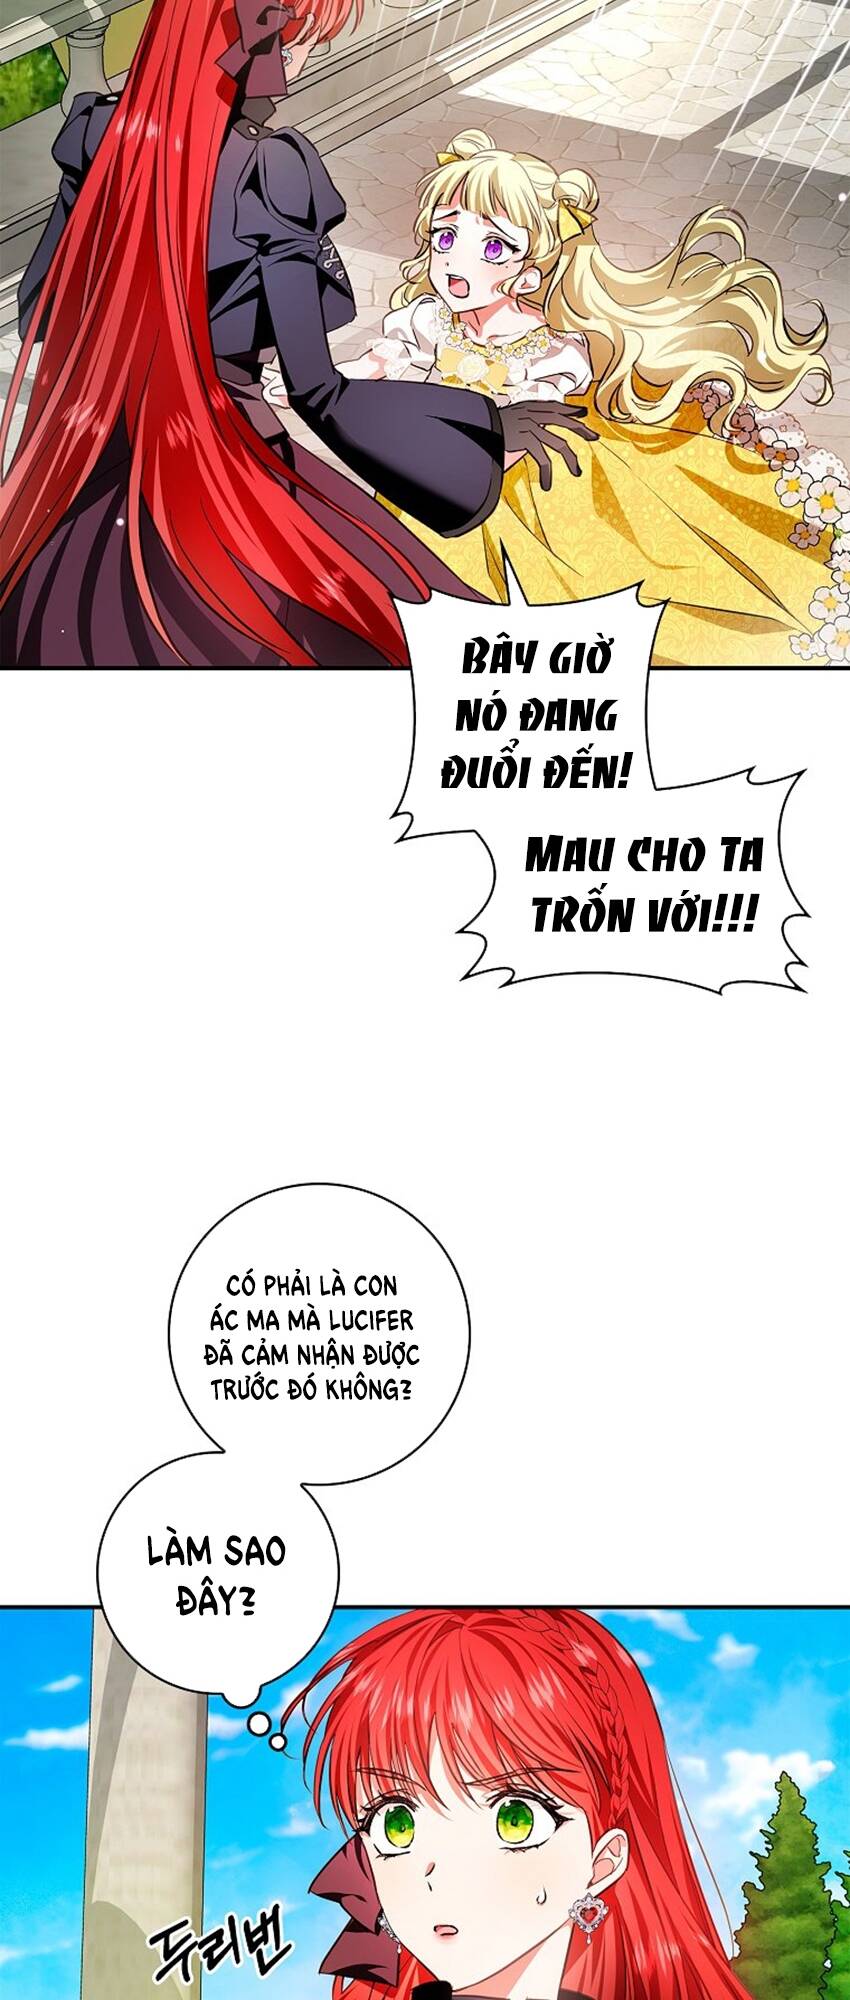 BÂY GIỜ
NÓ ĐANG
ĐUỔI ĐẾN!
MAU CHO TA
TRỐN VỚI!!!
CÓ PHẢI LÀ CON
ÁC MA MÀ LUCIFER
ĐÃ CẢM NHẬN ĐƯỢC
TRƯỚC ĐÓ KHÔNG?
LÀM SAO
ĐÂY?
두리번